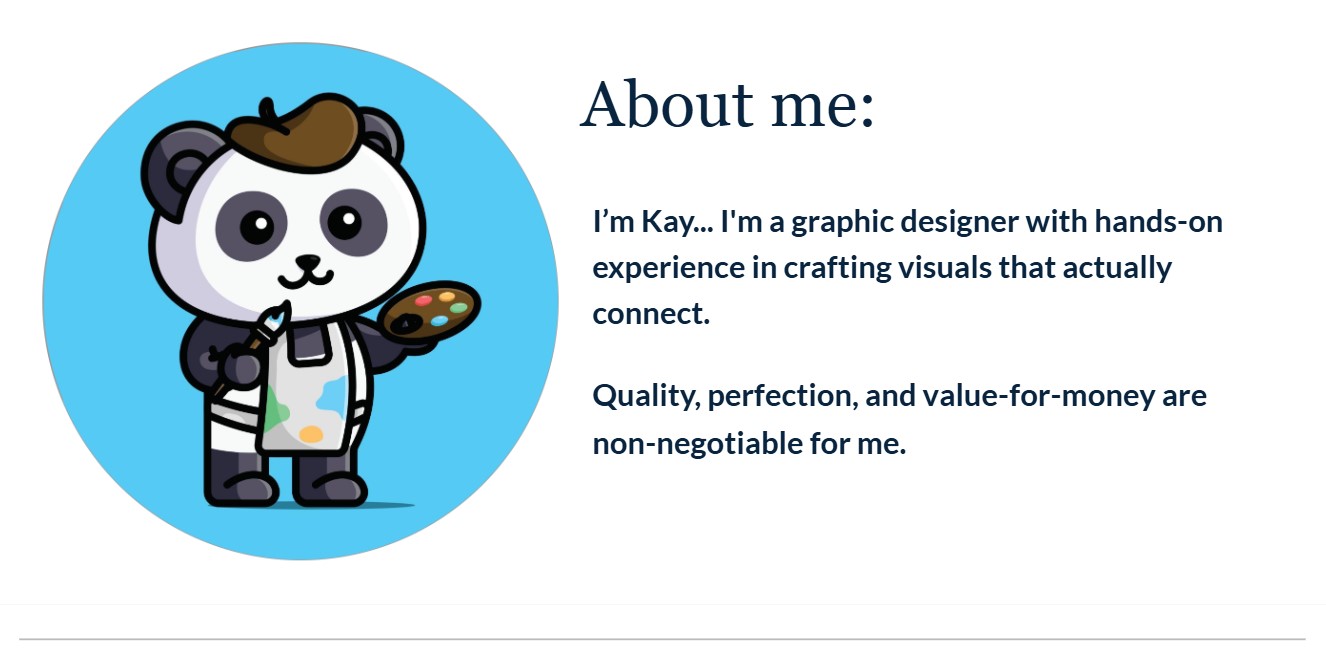 About me:
I’m Kay... I'm a graphic designer with hands-on
experience in crafting visuals that actually
connect.
Quality, perfection, and value-for-money are
non-negotiable for me.